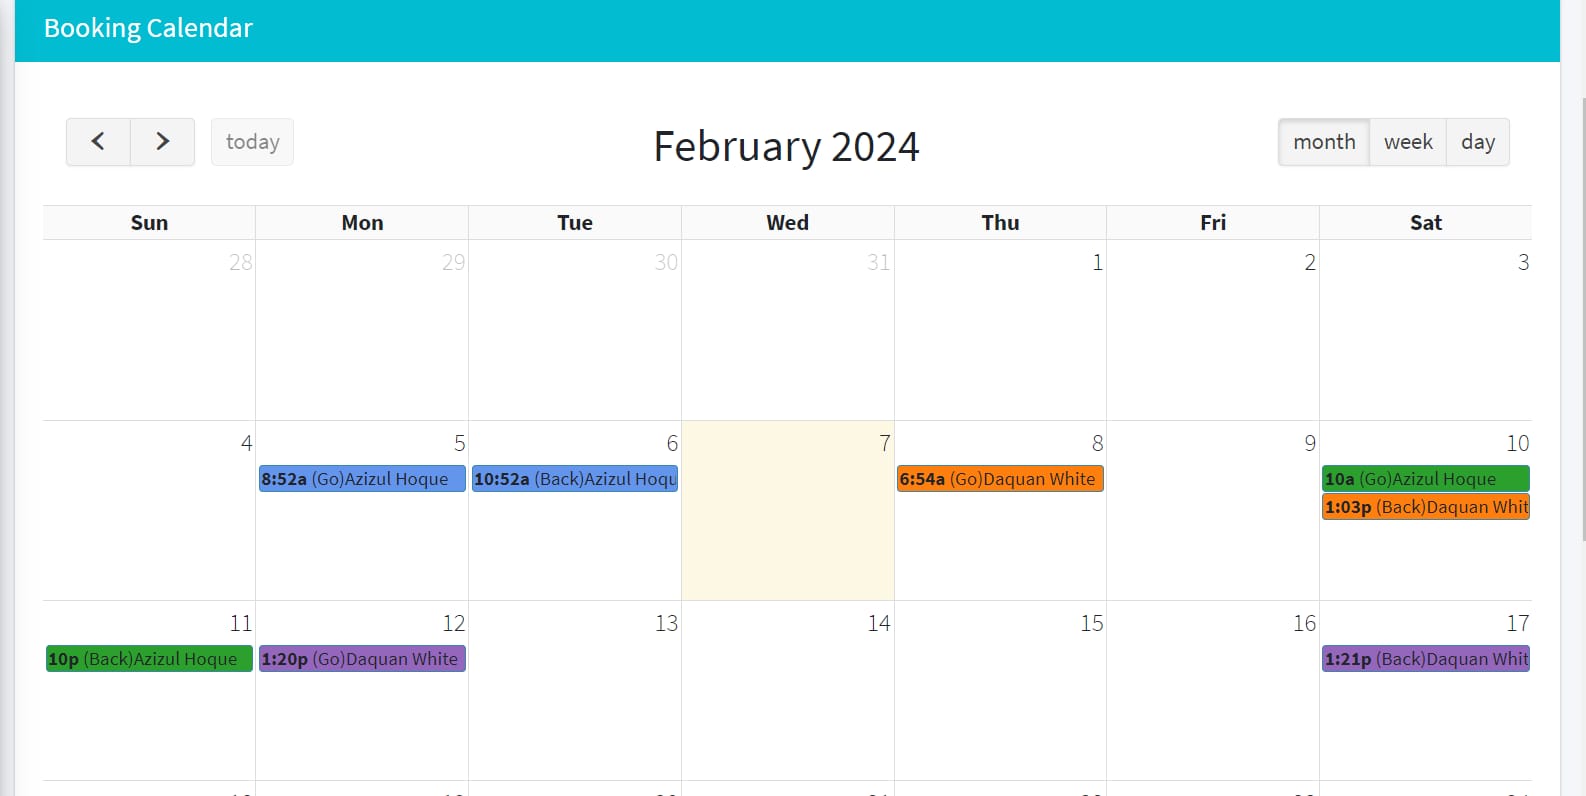 Booking Calendar
today
February 2024
month week day
Sun Mon Tue Wed Thu Fri Sat
28 29 30 31 1 2 3
4 5 6 7 8 9 10
8:52a (Go)Azizul Hoque 10:52a (Back)Azizul Hoqu 6:54a (Go)Daquan White 10a (Go)Azizul Hoque
1:03p (Back)Daquan Whit
11 12 13 14 15 16 17
10p (Back)Azizul Hoque 1:20p (Go)Daquan White 1:21p (Back)Daquan Whit